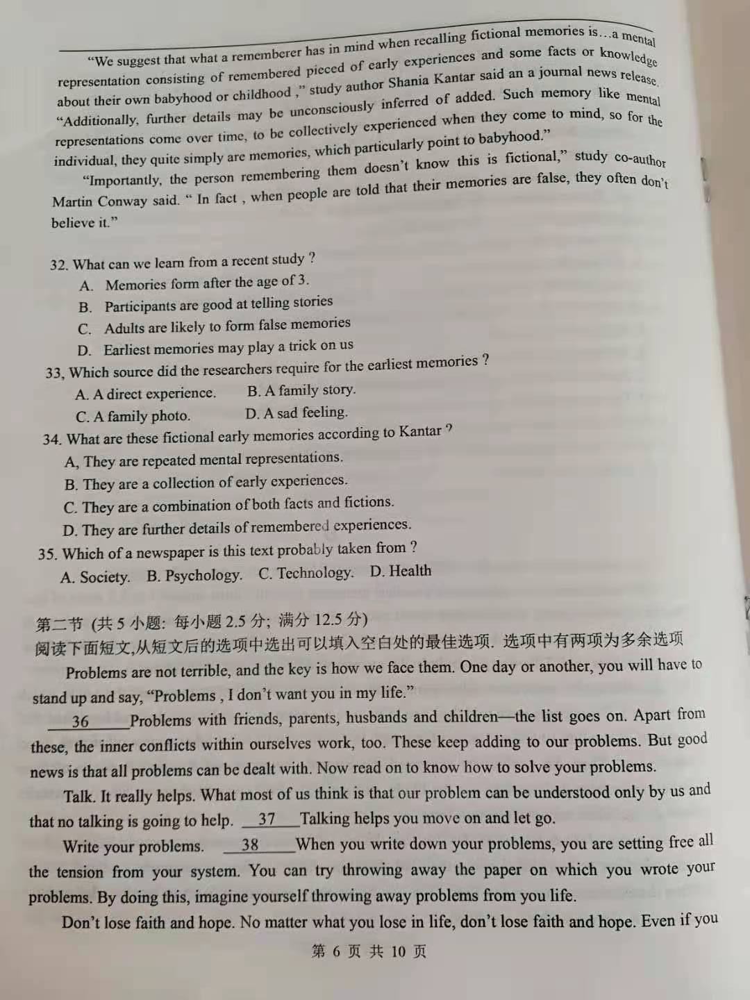 “We suggest that what a rememberer has in mind when recalling fictional memories is…a mental
representation consisting of remembered pieced of early experiences and some facts or knowledge
about their own babyhood or childhood ,” study author Shania Kantar said an a journal news release.
“Additionally, further details may be unconsciously inferred of added. Such memory like mental
representations come over time, to be collectively experienced when they come to mind, so for the
individual, they quite simply are memories, which particularly point to babyhood.”
“Importantly, the person remembering them doesn’t know this is fictional,” study co-author
Martin Conway said. “ In fact , when people are told that their memories are false, they often don’t
believe it.”
32. What can we learn from a recent study ?
A. Memories form after the age of 3.
B. Participants are good at telling stories
C. Adults are likely to form false memories
D. Earliest memories may play a trick on us
33, Which source did the researchers require for the earliest memories ?
A. A direct experience. B. A family story.
C. A family photo. D. A sad feeling.
34. What are these fictional early memories according to Kantar ?
A, They are repeated mental representations.
B. They are a collection of early experiences.
C. They are a combination of both facts and fictions.
D. They are further details of remembered experiences.
35. Which of a newspaper is this text probably taken from ?
A. Society. B. Psychology. C. Technology. D. Health
第二节 (共 5 小题: 每小题 2.5 分; 满分 12.5 分)
阅读下面短文,从短文后的选项中选出可以填入空白处的最佳选项. 选项中有两项为多余选项
Problems are not terrible, and the key is how we face them. One day or another, you will have to
stand up and say, “Problems , I don’t want you in my life.”
36 Problems with friends, parents, husbands and children—the list goes on. Apart from
these, the inner conflicts within ourselves work, too. These keep adding to our problems. But good
news is that all problems can be dealt with. Now read on to know how to solve your problems.
Talk. It really helps. What most of us think is that our problem can be understood only by us and
that no talking is going to help. 37 Talking helps you move on and let go.
Write your problems. 38 When you write down your problems, you are setting free all
the tension from your system. You can try throwing away the paper on which you wrote your
problems. By doing this, imagine yourself throwing away problems from you life.
Don’t lose faith and hope. No matter what you lose in life, don’t lose faith and hope. Even if you
第 6 页 共 10 页